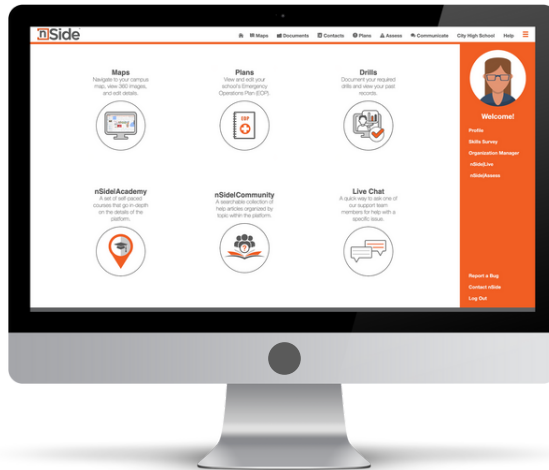 nSide
Maps Documents Contacts Plans Assess Communicate City High School Help
Maps
Navigate to your campus
map, view 360 images,
and edit details.
Plans
View and edit your
school's Emergency
Operations Plan (EOP).
EOP
Drills
Document your required
drills and view your past
records.
nSide|Academy
A set of self-paced
courses that go in-depth
on the details of the
platform.
nSide|Community
A searchable collection of
help articles organized by
topic within the platform.
?
Live Chat
A quick way to ask one of
our support team
members for help with a
specific issue.
Welcome!
Profile
Skills Survey
Organization Manager
nSide|Live
nSide|Assess
Report a Bug
Contact nSide
Log Out